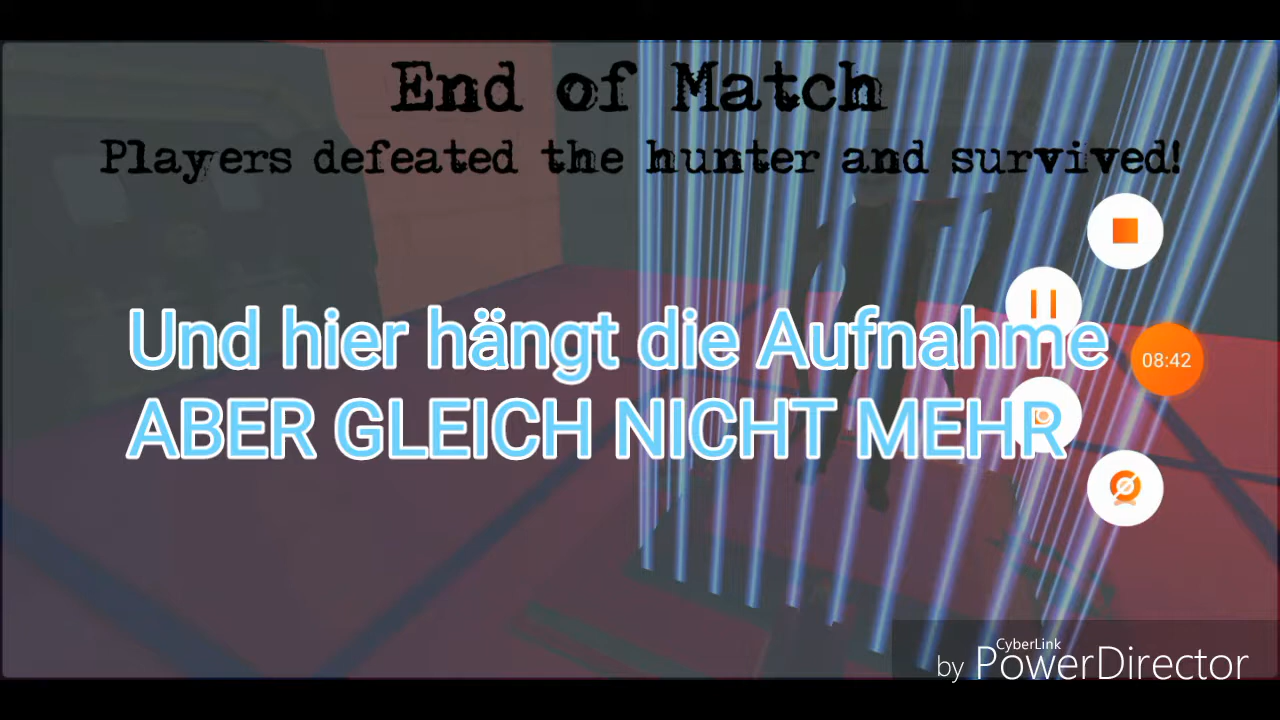 End of Match
Players defeated the hunter and survived!
Und hier hängt die Aufnahme
08:42
ABER GLEICH NICHT MEHR
CyberLink
by PowerDirector